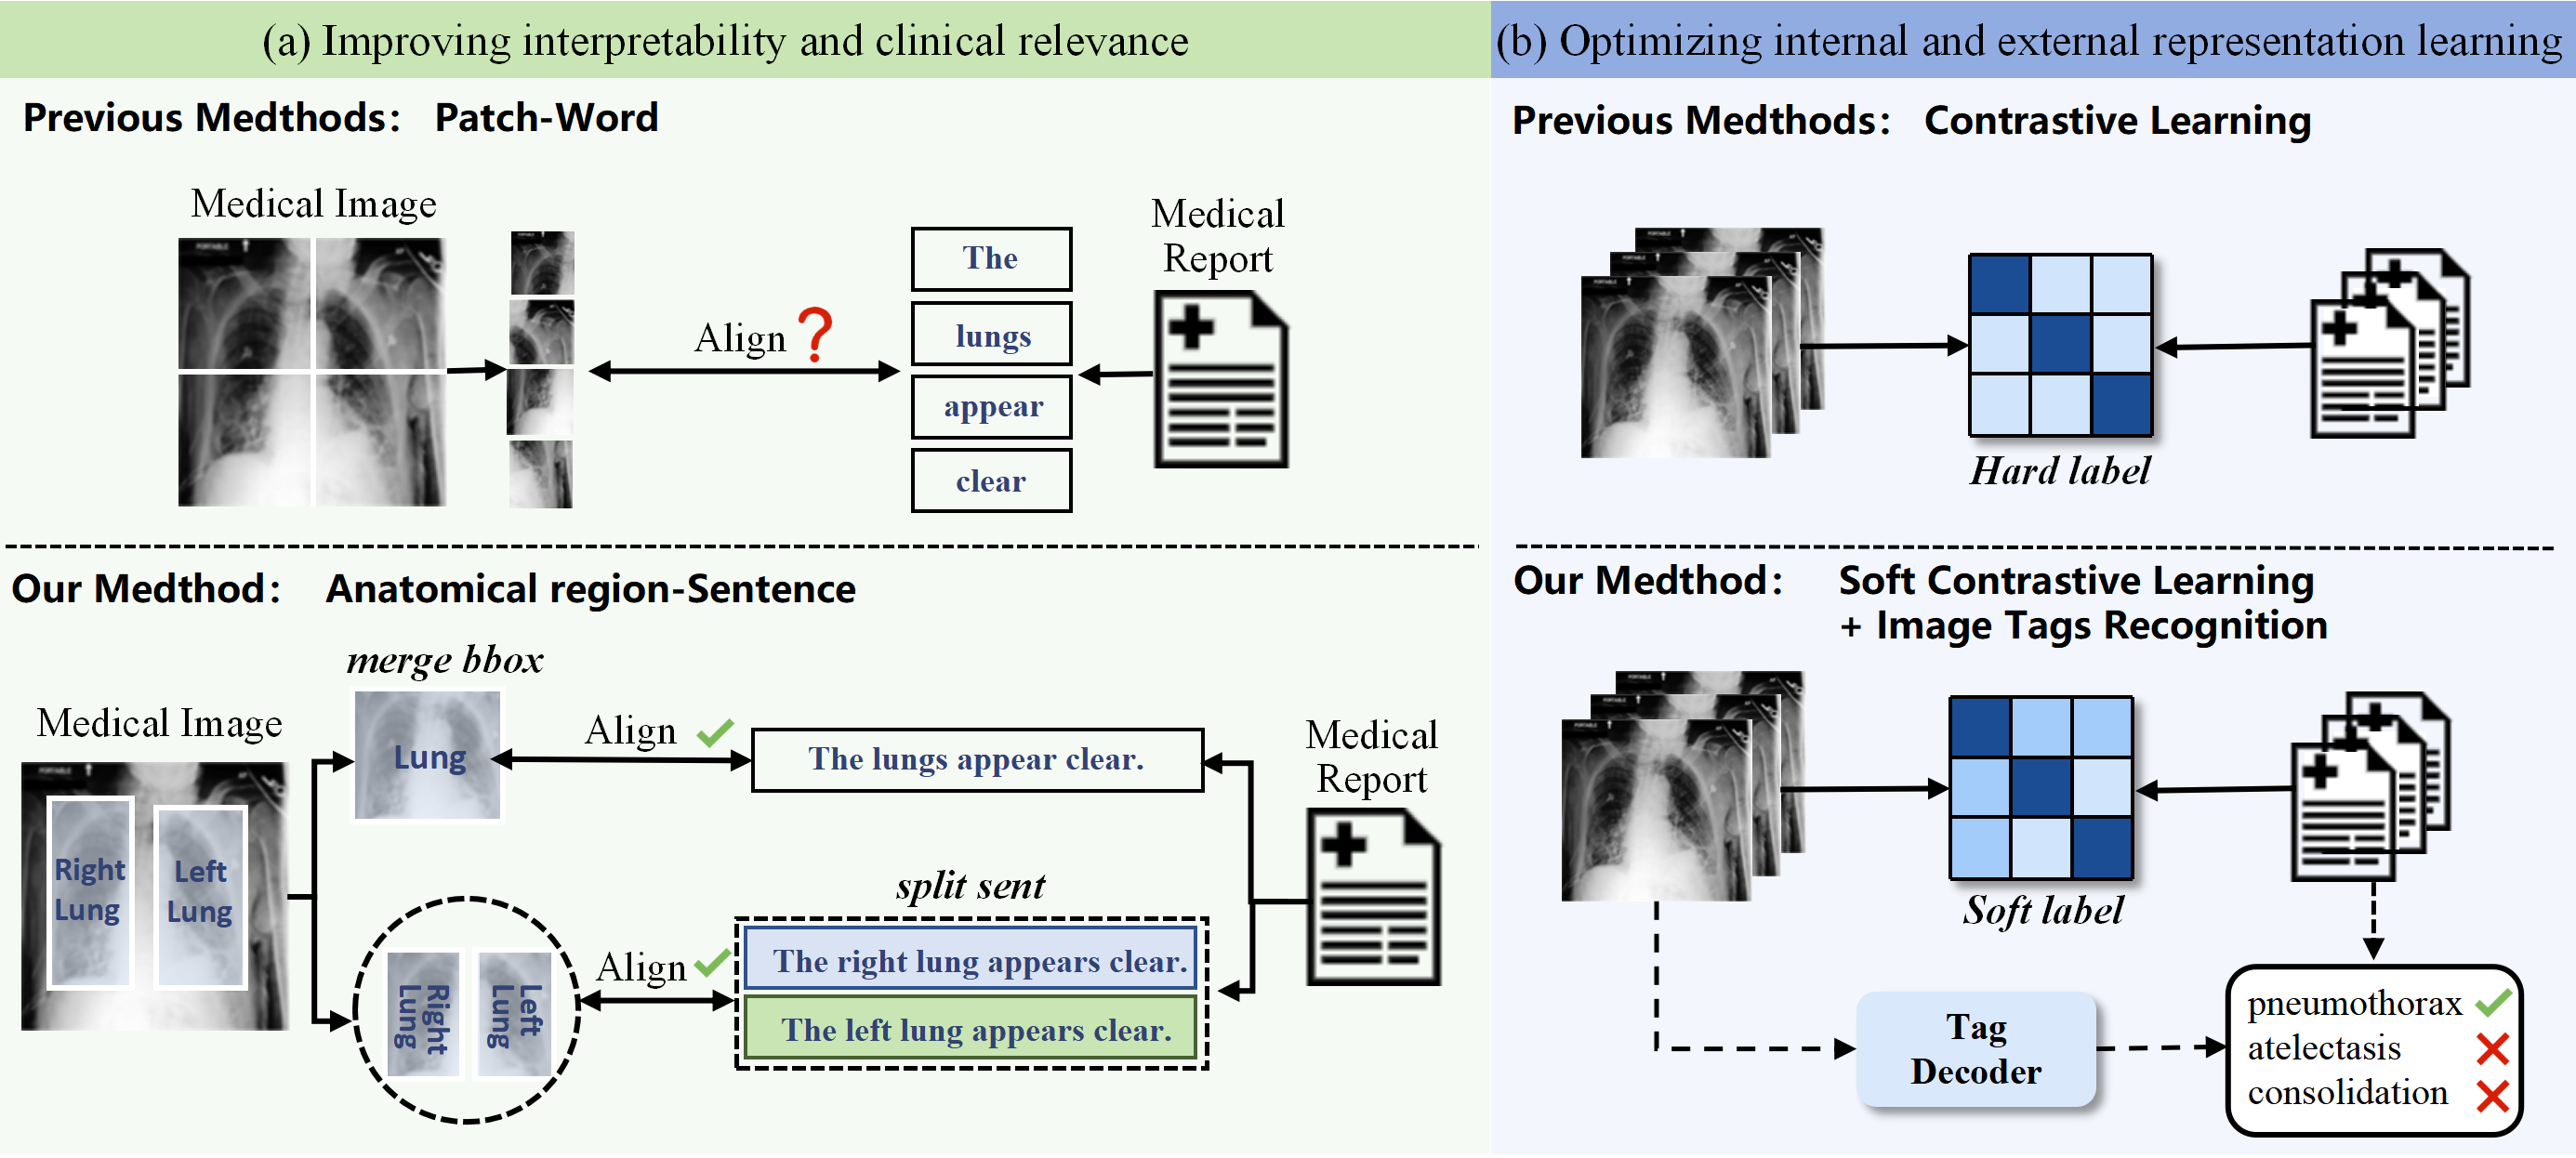 (a) Improving interpretability and clinical relevance
Previous Medthods: Patch-Word
Medical Image
PORTABLE
Align ?
The
lungs
appear
clear
Medical
Report
Our Medthod: Anatomical region-Sentence
merge bbox
Medical Image
Right
Lung
Left
Lung
Lung
Align
The lungs appear clear.
Medical
Report
split sent
Right
Lung
Left
Lung
Align
The right lung appears clear.
The left lung appears clear.
(b) Optimizing internal and external representation learning
Previous Medthods: Contrastive Learning
PORTABLE
Hard label
Our Medthod: Soft Contrastive Learning
+ Image Tags Recognition
PORTABLE
Soft label
Tag
Decoder
pneumothorax
atelectasis
consolidation